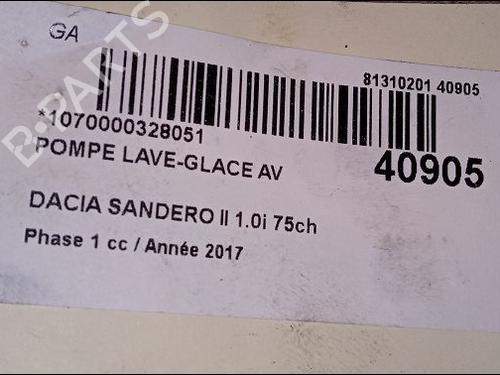 GA
81310201 40905
*1070000328051
POMPE LAVE-GLACE AV
40905
DACIA SANDERO II 1.0i 75ch
Phase 1 cc / Année 2017
B-PARTS